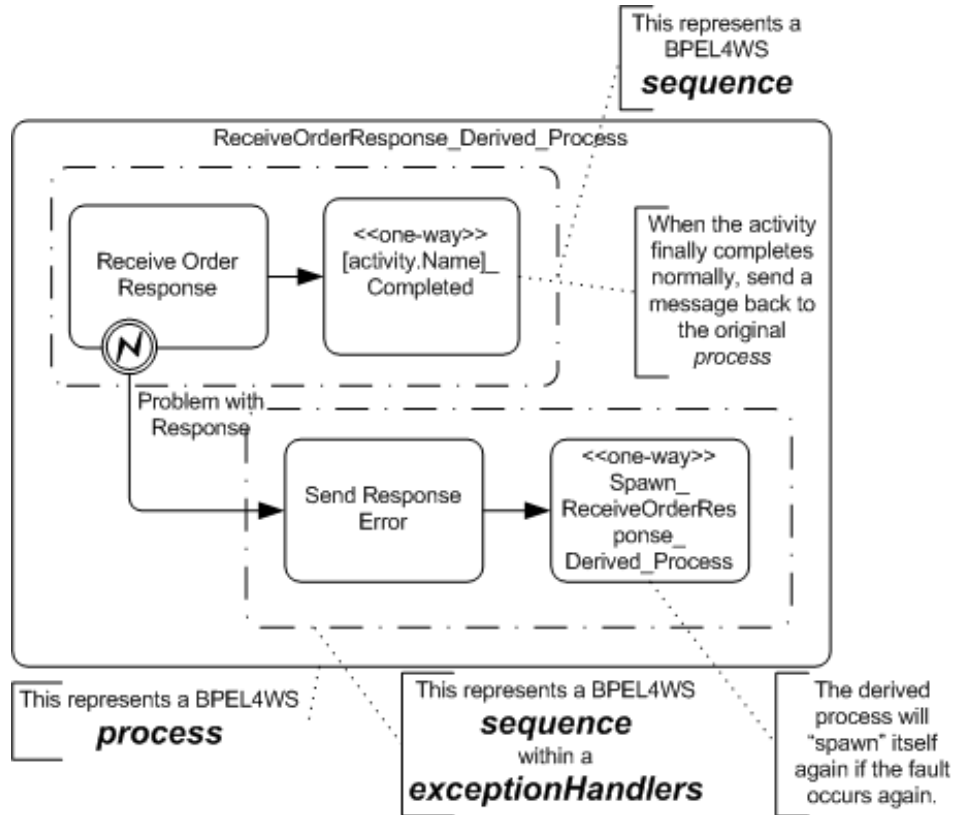 This represents a
BPEL4WS
sequence
ReceiveOrderResponse_Derived_Process
Receive Order
Response
<<one-way>>
[activity.Name]_
Completed
When the activity
finally completes
normally, send a
message back to
the original
process
Problem with
Response
Send Response
Error
<<one-way>>
Spawn_
ReceiveOrderRes
ponse_
Derived_Process
This represents a BPEL4WS
process
This represents a BPEL4WS
sequence
within a
exceptionHandlers
The derived
process will
“spawn” itself
again if the fault
occurs again.